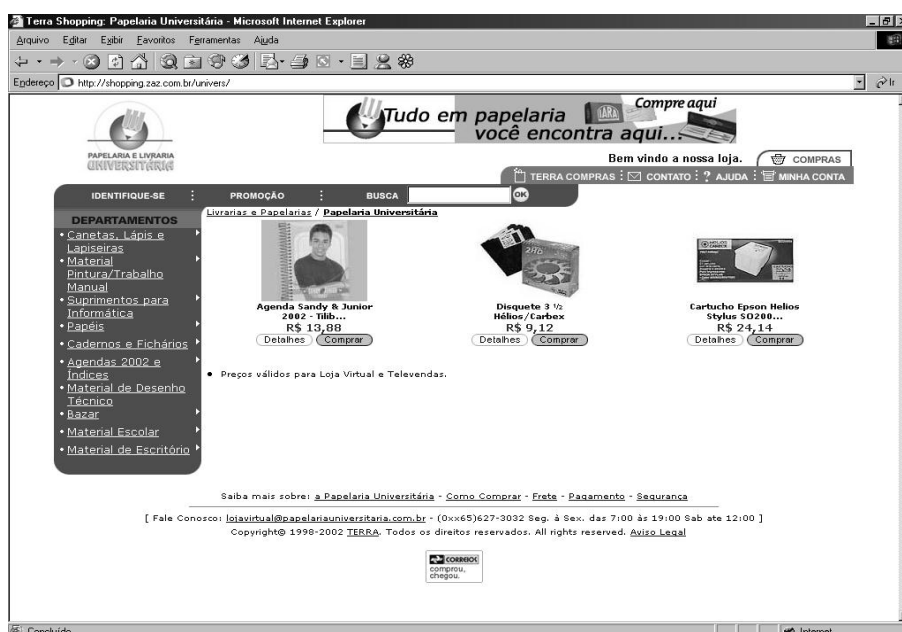 Terra Shopping: Papelaria Universitária - Microsoft Internet Explorer
Arquivo Editar Exibir Favoritos Ferramentas Ajuda
Endereço http://shopping.zaz.com.br/univers/ Ir
Tudo em papelaria
você encontra aqui...
Compre aqui
PAPELARIA E LIVRARIA
UNIVERSITÁRIA
Bem vindo a nossa loja.
COMPRAS
TERRA COMPRAS CONTATO ? AJUDA MINHA CONTA
IDENTIFIQUE-SE PROMOÇÃO BUSCA OK
Livrarias e Papelarias / Papelaria Universitária
DEPARTAMENTOS
• Canetas, Lápis e
Lapiseiras
• Material
Pintura/Trabalho
Manual
• Suprimentos para
Informática
• Papéis
• Cadernos e Fichários
• Agendas 2002 e
Índices
• Material de Desenho
Técnico
• Bazar
• Material Escolar
• Material de Escritório
Agenda Sandy & Junior
2002 - Tilib...
R$ 13,88
Detalhes Comprar
Disquete 3 ½
Hélios/Carbex
R$ 9,12
Detalhes Comprar
Cartucho Epson Helios
Stylus SO200...
R$ 24,14
Detalhes Comprar
• Preços válidos para Loja Virtual e Televendas.
Saiba mais sobre: a Papelaria Universitária - Como Comprar - Frete - Pagamento - Segurança
[ Fale Conosco: lojavirtual@papelariauniversitaria.com.br - (0xx65)627-3032 Seg. à Sex. das 7:00 às 19:00 Sab ate 12:00 ]
Copyright© 1998-2002 TERRA. Todos os direitos reservados. All rights reserved. Aviso Legal
CORREIOS
comprou,
chegou.
Concluído Internet